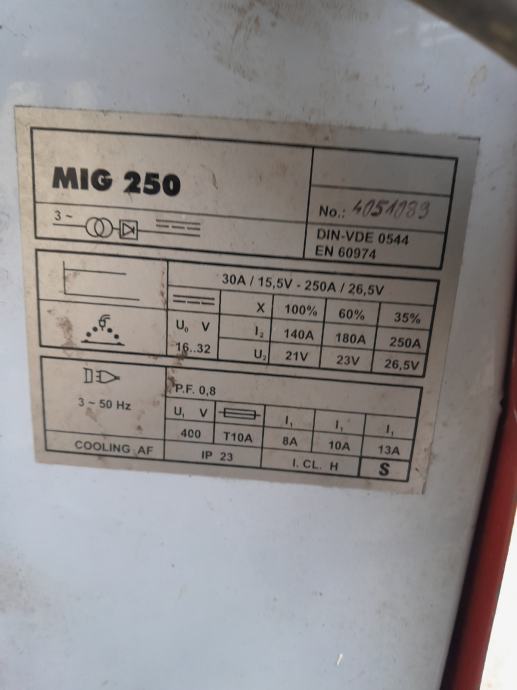 MIG 250
3 ~
No.: 4051089
DIN-VDE 0544
EN 60974
30A / 15,5V - 250A / 26,5V
X 100% 60% 35%
U₀ V I₂ 140A 180A 250A
16..32 U₂ 21V 23V 26,5V
P.F. 0,8
3 ~ 50 Hz
U₁ V I₁ I₁ I₁
400 T10A 8A 10A 13A
COOLING AF IP 23 I. CL. H S